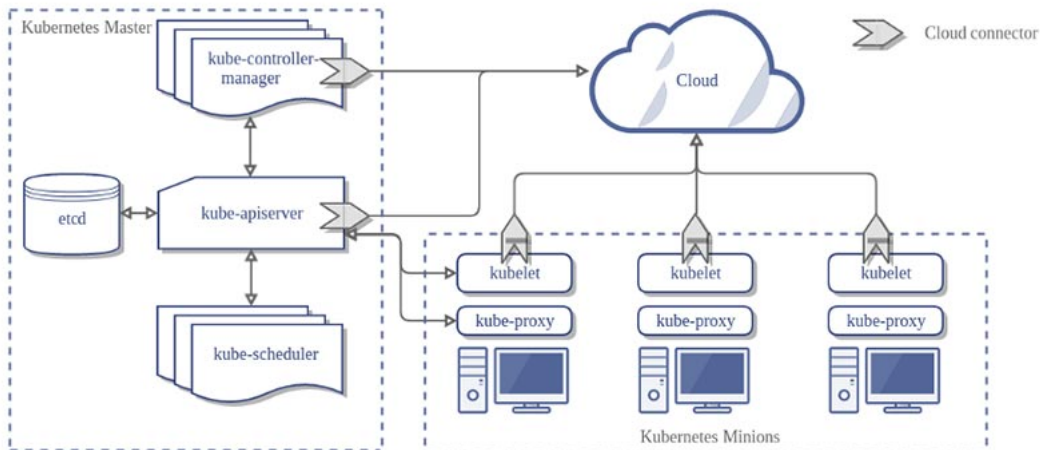 Kubernetes Master
kube-controller-
manager
Cloud
Cloud connector
etcd
kube-apiserver
kubelet
kubelet
kubelet
kube-proxy
kube-proxy
kube-proxy
kube-scheduler
Kubernetes Minions